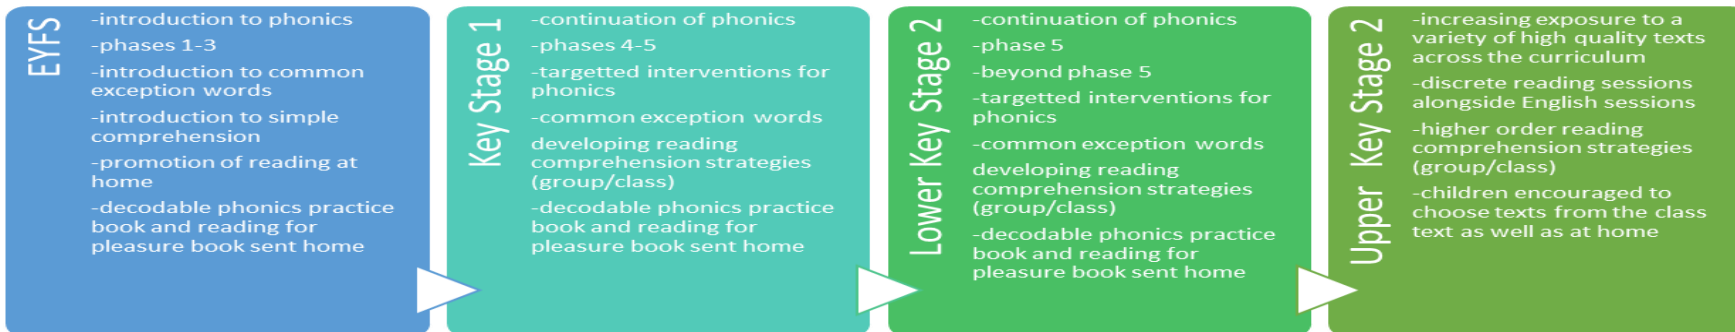 EYFS
-introduction to phonics
-phases 1-3
-introduction to common
exception words
-introduction to simple
comprehension
-promotion of reading at
home
-decodable phonics practice
book and reading for
pleasure book sent home
Key Stage 1
-continuation of phonics
-phases 4-5
-targetted interventions for
phonics
-common exception words
developing reading
comprehension strategies
(group/class)
-decodable phonics practice
book and reading for
pleasure book sent home
Lower Key Stage 2
-continuation of phonics
-phase 5
-beyond phase 5
-targetted interventions for
phonics
-common exception words
developing reading
comprehension strategies
(group/class)
-decodable phonics practice
book and reading for
pleasure book sent home
Upper Key Stage 2
-increasing exposure to a
variety of high quality texts
across the curriculum
-discrete reading sessions
alongside English sessions
-higher order reading
comprehension strategies
(group/class)
-children encouraged to
choose texts from the class
text as well as at home